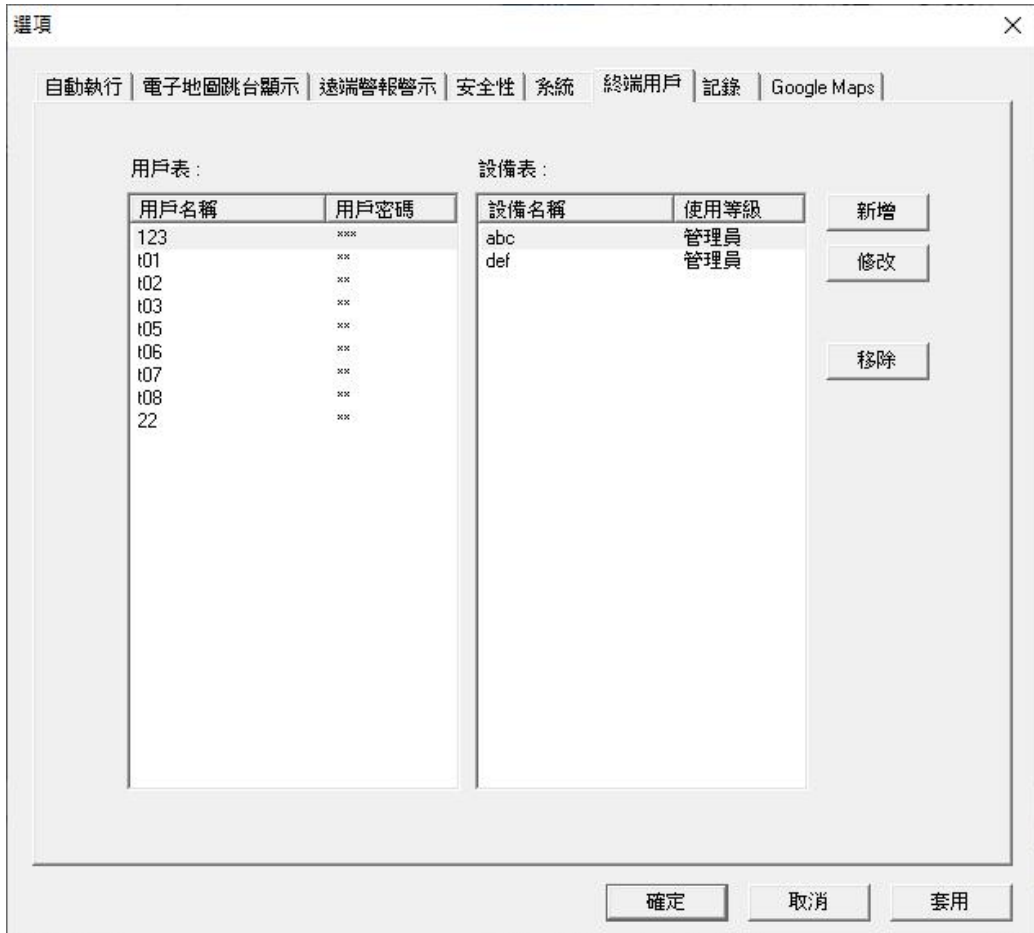 選項
自動執行 電子地圖跳台顯示 遠端警報警示 安全性 系統 終端用戶 記錄 Google Maps
用戶表 : 設備表 :
用戶名稱 用戶密碼 設備名稱 使用等級 新增
123 *** abc 管理員
t01 ** def 管理員 修改
t02 **
t03 **
t05 **
t06 ** 移除
t07 **
t08 **
22 **
確定 取消 套用